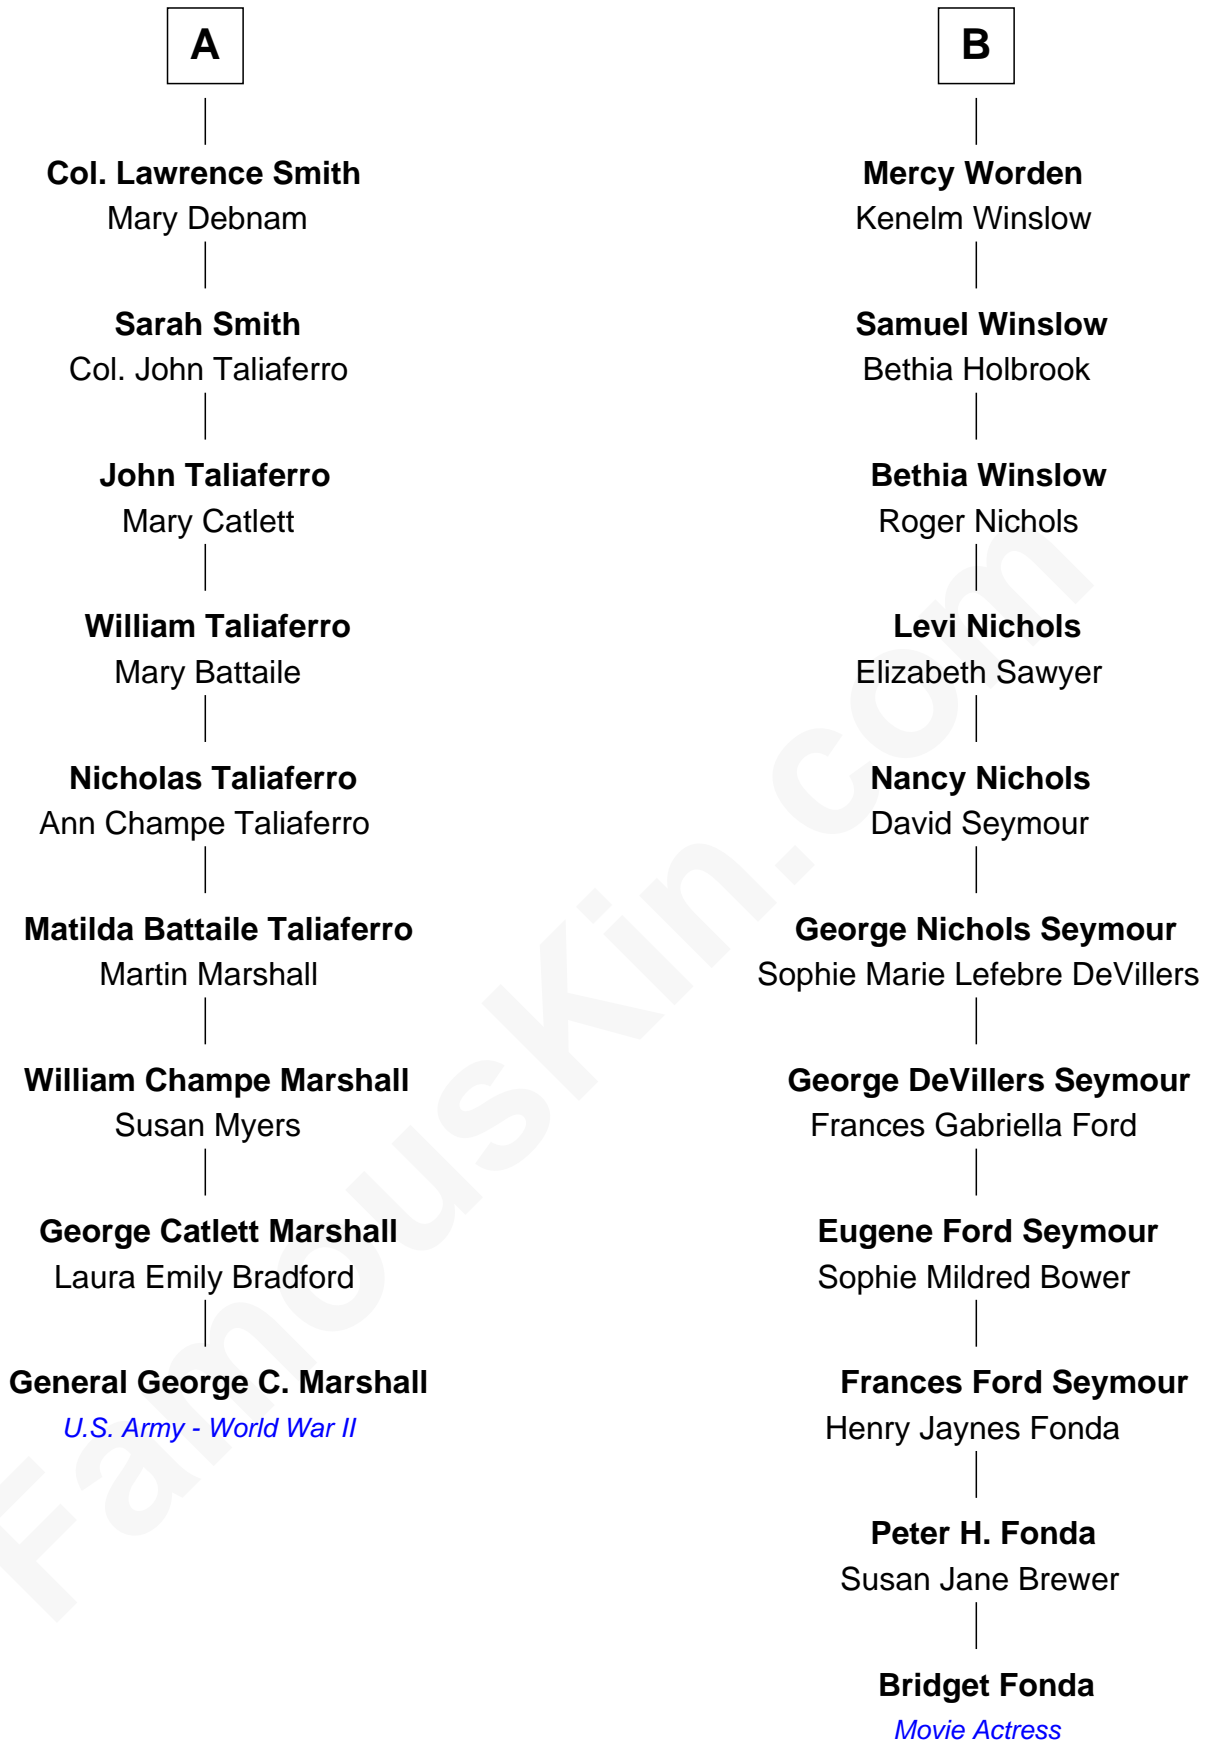 A
Col. Lawrence Smith
Mary Debnam
Sarah Smith
Col. John Taliaferro
John Taliaferro
Mary Catlett
William Taliaferro
Mary Battaile
Nicholas Taliaferro
Ann Champe Taliaferro
Matilda Battaile Taliaferro
Martin Marshall
William Champe Marshall
Susan Myers
George Catlett Marshall
Laura Emily Bradford
General George C. Marshall
U.S. Army - World War II
B
Mercy Worden
Kenelm Winslow
Samuel Winslow
Bethia Holbrook
Bethia Winslow
Roger Nichols
Levi Nichols
Elizabeth Sawyer
Nancy Nichols
David Seymour
George Nichols Seymour
Sophie Marie Lefebre DeVillers
George DeVillers Seymour
Frances Gabriella Ford
Eugene Ford Seymour
Sophie Mildred Bower
Frances Ford Seymour
Henry Jaynes Fonda
Peter H. Fonda
Susan Jane Brewer
Bridget Fonda
Movie Actress
FamousKin.com